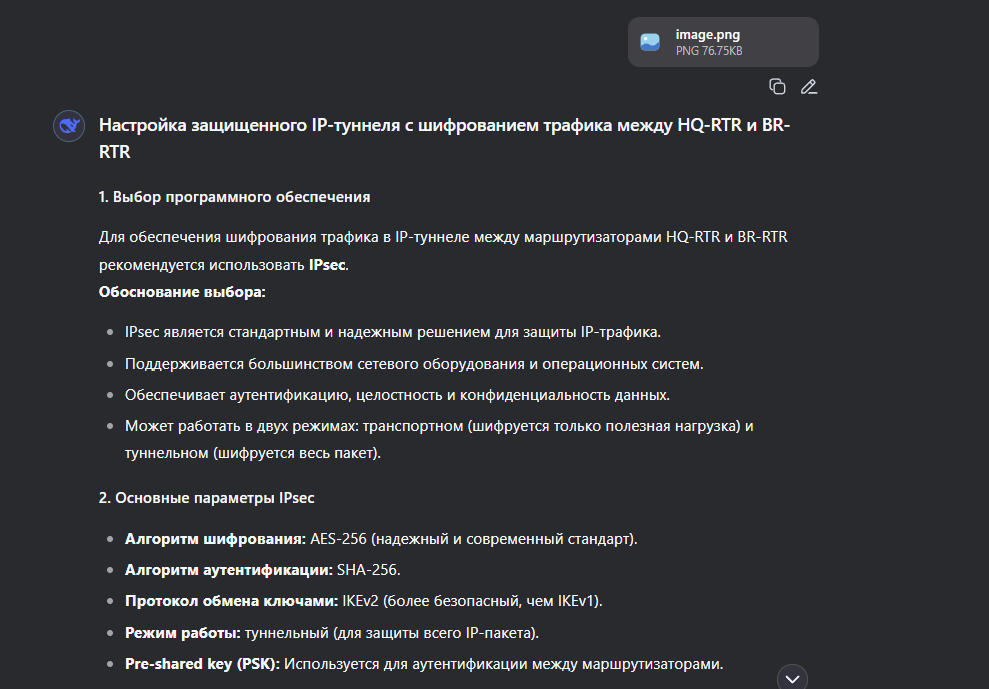 image.png
PNG 76.75KB
Настройка защищенного IP-туннеля с шифрованием трафика между HQ-RTR и BR-
RTR
1. Выбор программного обеспечения
Для обеспечения шифрования трафика в IP-туннеле между маршрутизаторами HQ-RTR и BR-RTR
рекомендуется использовать IPsec.
Обоснование выбора:
IPsec является стандартным и надежным решением для защиты IP-трафика.
Поддерживается большинством сетевого оборудования и операционных систем.
Обеспечивает аутентификацию, целостность и конфиденциальность данных.
Может работать в двух режимах: транспортном (шифруется только полезная нагрузка) и
туннельном (шифруется весь пакет).
2. Основные параметры IPsec
Алгоритм шифрования: AES-256 (надежный и современный стандарт).
Алгоритм аутентификации: SHA-256.
Протокол обмена ключами: IKEv2 (более безопасный, чем IKEv1).
Режим работы: туннельный (для защиты всего IP-пакета).
Pre-shared key (PSK): Используется для аутентификации между маршрутизаторами.